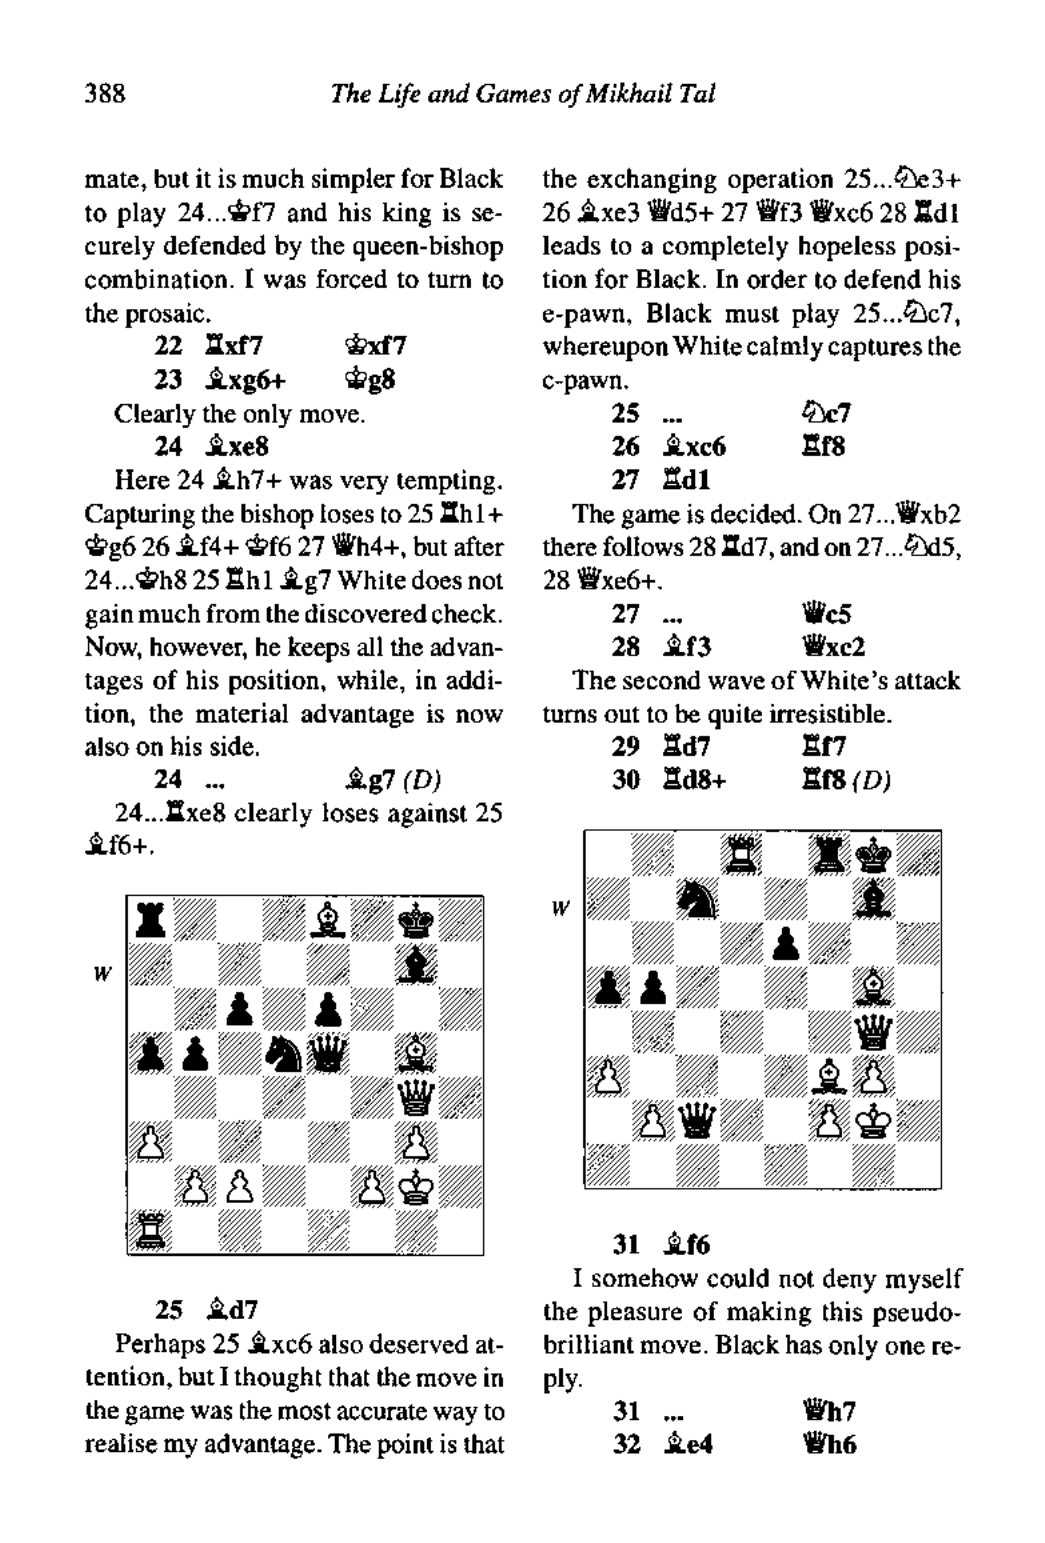 388
The Life and Games of Mikhail Tal
mate, but it is much simpler for Black
to play 24...♔f7 and his king is se-
curely defended by the queen-bishop
combination. I was forced to turn to
the prosaic.
22 ♖xf7 ♔xf7
23 ♗xg6+ ♔g8
Clearly the only move.
24 ♗xe8
Here 24 ♗h7+ was very tempting.
Capturing the bishop loses to 25 ♖h1+
♔g6 26 ♗f4+ ♔f6 27 ♕h4+, but after
24...♔h8 25 ♖h1 ♗g7 White does not
gain much from the discovered check.
Now, however, he keeps all the advan-
tages of his position, while, in addi-
tion, the material advantage is now
also on his side.
24 ... ♗g7 (D)
24...♖xe8 clearly loses against 25
♗f6+.
W
25 ♗d7
Perhaps 25 ♗xc6 also deserved at-
tention, but I thought that the move in
the game was the most accurate way to
realise my advantage. The point is that
the exchanging operation 25...♘e3+
26 ♗xe3 ♕d5+ 27 ♕f3 ♕xc6 28 ♖d1
leads to a completely hopeless posi-
tion for Black. In order to defend his
e-pawn, Black must play 25...♘c7,
whereupon White calmly captures the
c-pawn.
25 ... ♘c7
26 ♗xc6 ♖f8
27 ♖d1
The game is decided. On 27...♕xb2
there follows 28 ♖d7, and on 27...♘d5,
28 ♕xe6+.
27 ... ♕c5
28 ♗f3 ♕xc2
The second wave of White's attack
turns out to be quite irresistible.
29 ♖d7 ♖f7
30 ♖d8+ ♖f8 (D)
W
31 ♗f6
I somehow could not deny myself
the pleasure of making this pseudo-
brilliant move. Black has only one re-
ply.
31 ... ♕h7
32 ♗e4 ♕h6